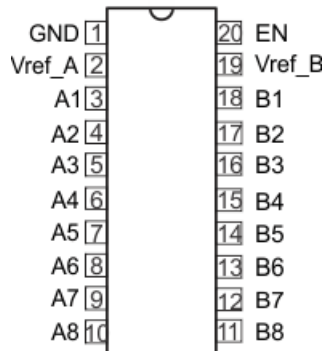 GND 1 20 EN
Vref_A 2 19 Vref_B
A1 3 18 B1
A2 4 17 B2
A3 5 16 B3
A4 6 15 B4
A5 7 14 B5
A6 8 13 B6
A7 9 12 B7
A8 10 11 B8